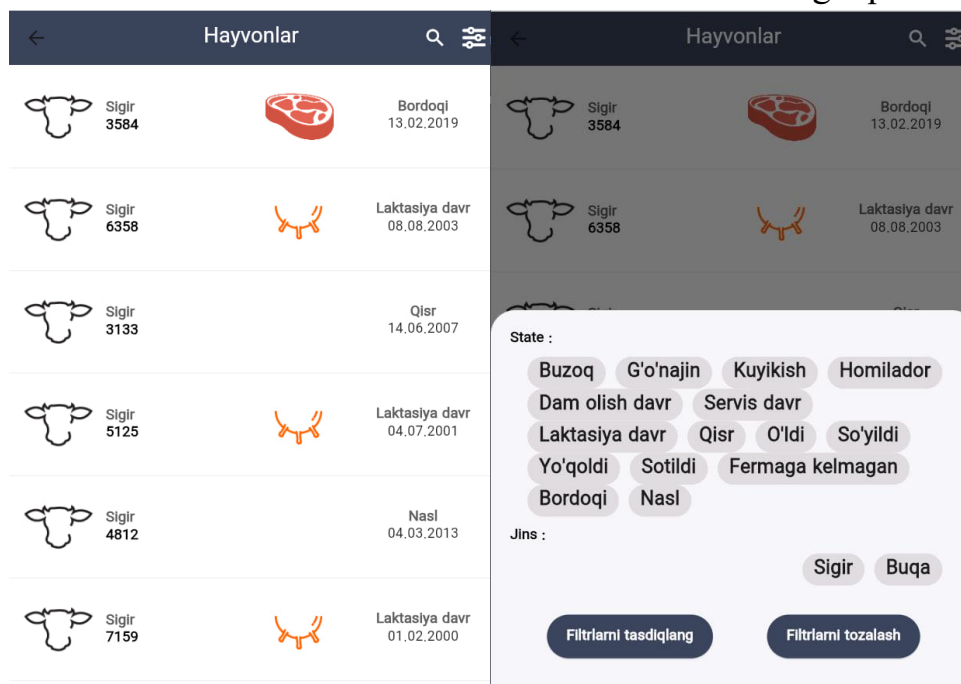 Hayvonlar
Sigir
3584
Bordoqi
13.02.2019
Sigir
6358
Laktasiya davr
08.08.2003
Sigir
3133
Qisr
14.06.2007
Sigir
5125
Laktasiya davr
04.07.2001
Sigir
4812
Nasl
04.03.2013
Sigir
7159
Laktasiya davr
01.02.2000
Hayvonlar
Sigir
3584
Bordoqi
13.02.2019
Sigir
6358
Laktasiya davr
08.08.2003
State :
Buzoq G'o'najin Kuyikish Homilador
Dam olish davr Servis davr
Laktasiya davr Qisr O'ldi So'yildi
Yo'qoldi Sotildi Fermaga kelmagan
Bordoqi Nasl
Jins :
Sigir Buqa
Filtrlarni tasdiqlang Filtrlarni tozalash